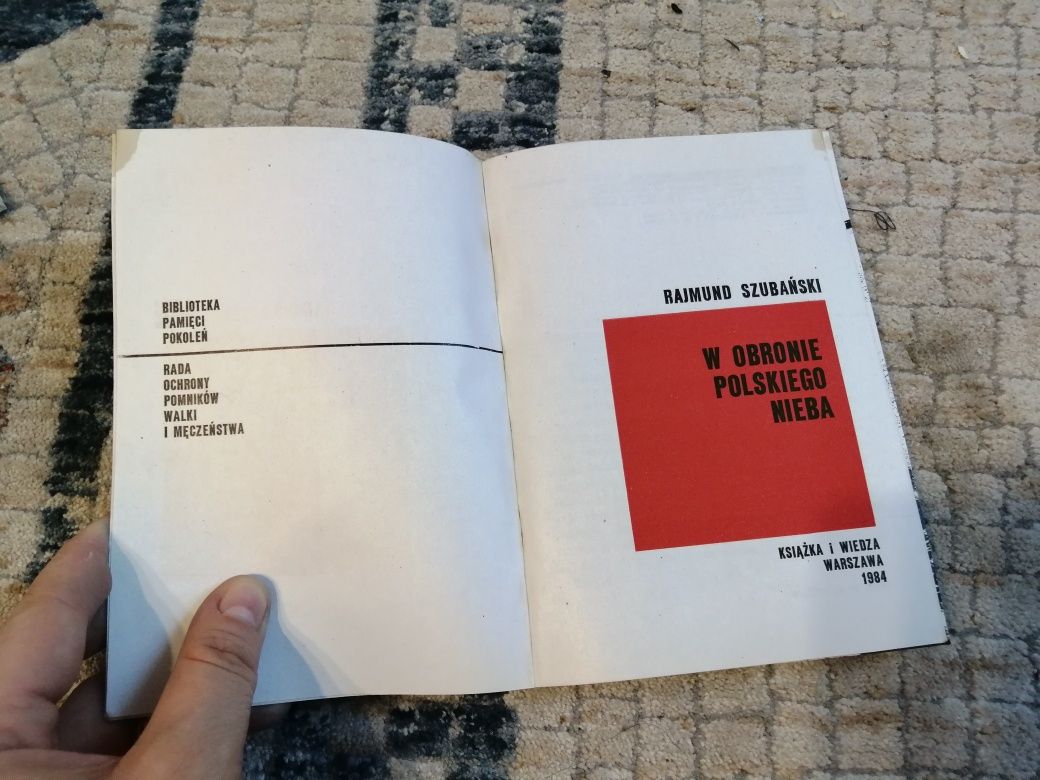 BIBLIOTEKA
PAMIĘCI
POKOLEŃ
RADA
OCHRONY
POMNIKÓW
WALKI
I MĘCZEŃSTWA
RAJMUND SZUBAŃSKI
W OBRONIE
POLSKIEGO
NIEBA
KSIĄŻKA i WIEDZA
WARSZAWA
1984